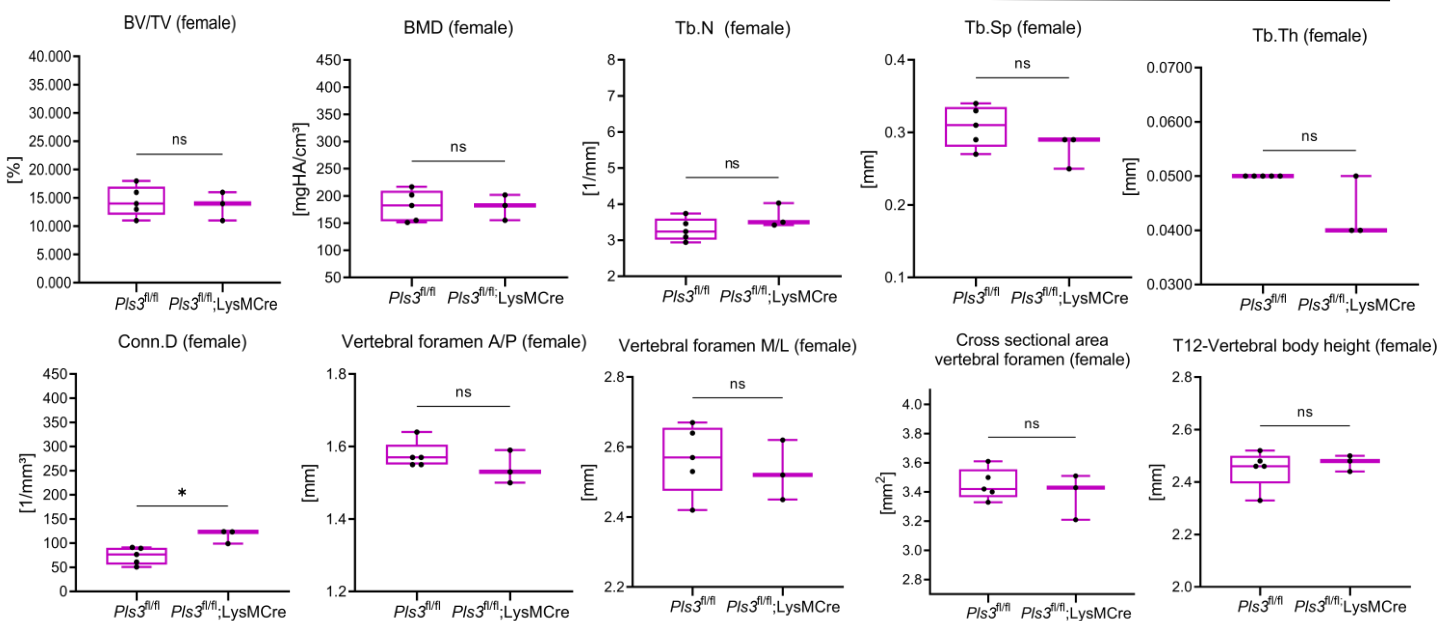 BV/TV (female)
40.000
35.000
30.000
25.000
20.000
15.000
10.000
5.000
0.000
[%]
ns
Pls3fl/fl Pls3fl/fl;LysMCre
BMD (female)
450
400
350
300
250
200
150
100
50
[mgHA/cm³]
ns
Pls3fl/fl Pls3fl/fl;LysMCre
Tb.N (female)
8
7
6
5
4
3
2
[1/mm]
ns
Pls3fl/fl Pls3fl/fl;LysMCre
Tb.Sp (female)
0.4
0.3
0.2
0.1
[mm]
ns
Pls3fl/fl Pls3fl/fl;LysMCre
Tb.Th (female)
0.0700
0.0600
0.0500
0.0400
0.0300
[mm]
ns
Pls3fl/fl Pls3fl/fl;LysMCre
Conn.D (female)
450
400
350
300
250
200
150
100
50
0
[1/mm³]
*
Pls3fl/fl Pls3fl/fl;LysMCre
Vertebral foramen A/P (female)
1.8
1.6
1.4
1.2
[mm]
ns
Pls3fl/fl Pls3fl/fl;LysMCre
Vertebral foramen M/L (female)
2.8
2.6
2.4
2.2
[mm]
ns
Pls3fl/fl Pls3fl/fl;LysMCre
Cross sectional area
vertebral foramen (female)
4.0
3.8
3.6
3.4
3.2
3.0
2.8
[mm²]
ns
Pls3fl/fl Pls3fl/fl;LysMCre
T12-Vertebral body height (female)
2.8
2.6
2.4
2.2
2.0
[mm]
ns
Pls3fl/fl Pls3fl/fl;LysMCre